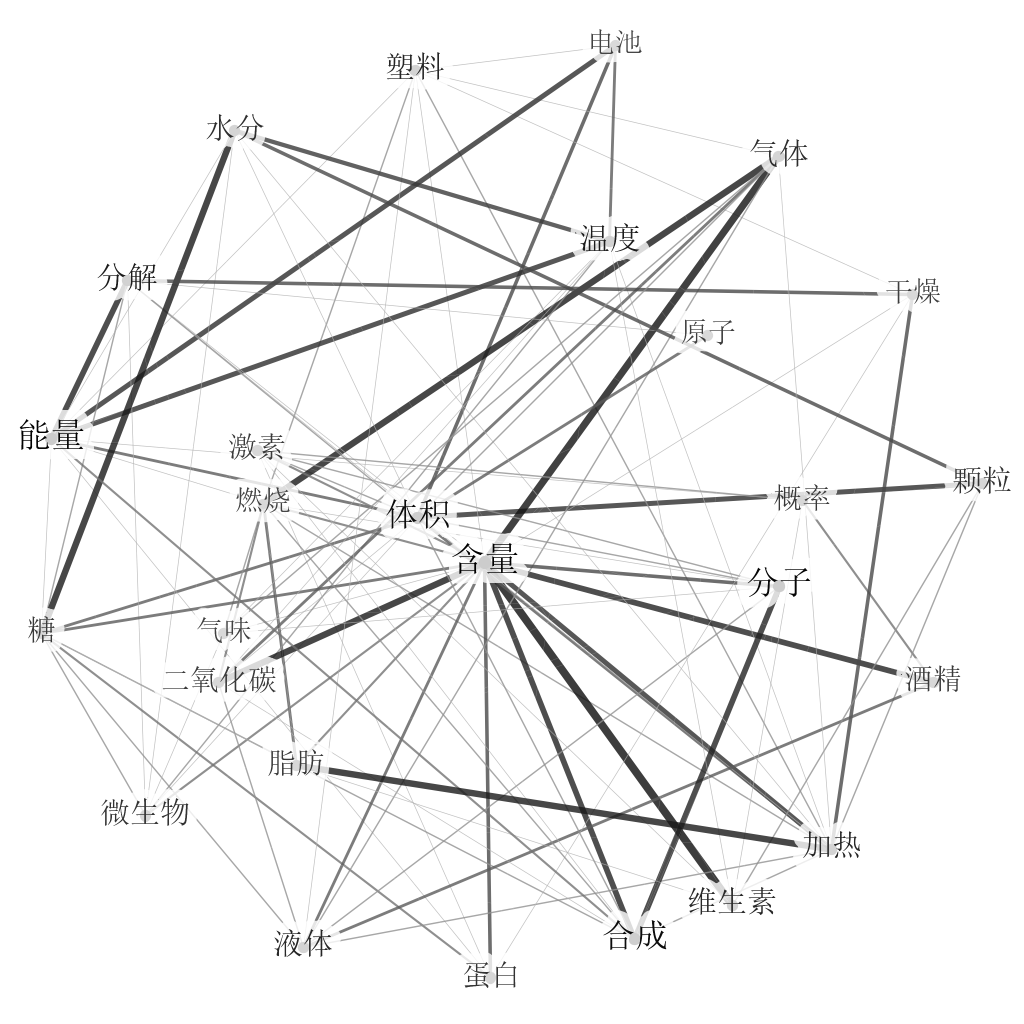 电池
塑料
水分
气体
温度
分解
干燥
原子
能量
激素
颗粒
燃烧
概率
体积
含量
分子
糖
气味
二氧化碳
酒精
脂肪
微生物
加热
维生素
合成
液体
蛋白